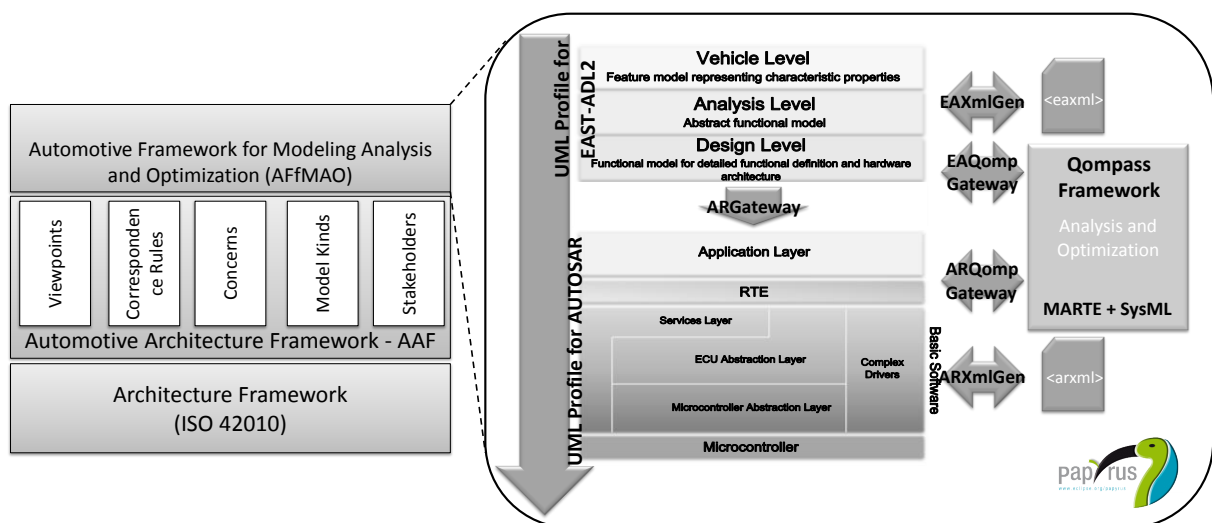 Automotive Framework for Modeling Analysis
and Optimization (AFfMAO)
Viewpoints
Corresponden
ce Rules
Concerns
Model Kinds
Stakeholders
Automotive Architecture Framework - AAF
Architecture Framework
(ISO 42010)
UML Profile for
EAST-ADL2
Vehicle Level
Feature model representing characteristic properties
Analysis Level
Abstract functional model
Design Level
Functional model for detailed functional definition and hardware
architecture
ARGateway
UML Profile for AUTOSAR
Application Layer
RTE
Services Layer
ECU Abstraction Layer
Complex
Drivers
Microcontroller Abstraction Layer
Basic Software
Microcontroller
EAXmlGen
<eaxml>
EAQomp
Gateway
Qompass
Framework
Analysis and
Optimization
MARTE + SysML
ARQomp
Gateway
ARXmlGen
<arxml>
papyrus
www.eclipse.org/papyrus